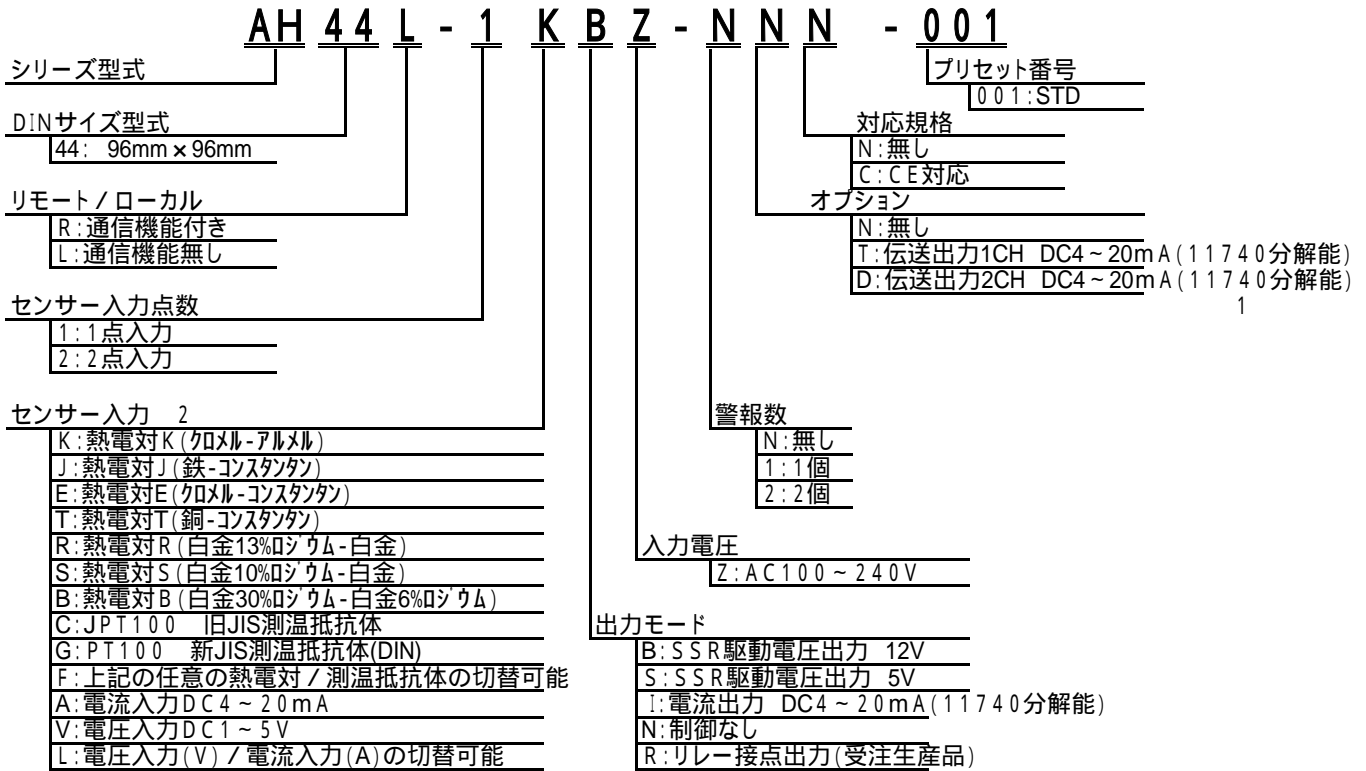 AH44L-1KBZ-NNN-001
シリーズ型式
プリセット番号
001:STD
DINサイズ型式
44: 96mm×96mm
対応規格
N:無し
C:CE対応
リモート/ローカル
R:通信機能付き
L:通信機能無し
オプション
N:無し
T:伝送出力1CH DC4~20mA(11740分解能)
D:伝送出力2CH DC4~20mA(11740分解能)
1
センサー入力点数
1:1点入力
2:2点入力
センサー入力 2
K:熱電対K(クロメル-アルメル)
J:熱電対J(鉄-コンスタンタン)
E:熱電対E(クロメル-コンスタンタン)
T:熱電対T(銅-コンスタンタン)
R:熱電対R(白金13%ロジウム-白金)
S:熱電対S(白金10%ロジウム-白金)
B:熱電対B(白金30%ロジウム-白金6%ロジウム)
C:JPT100 旧JIS測温抵抗体
G:PT100 新JIS測温抵抗体(DIN)
F:上記の任意の熱電対/測温抵抗体の切替可能
A:電流入力DC4~20mA
V:電圧入力DC1~5V
L:電圧入力(V)/電流入力(A)の切替可能
警報数
N:無し
1:1個
2:2個
入力電圧
Z:AC100~240V
出力モード
B:SSR駆動電圧出力 12V
S:SSR駆動電圧出力 5V
I:電流出力 DC4~20mA(11740分解能)
N:制御なし
R:リレー接点出力(受注生産品)